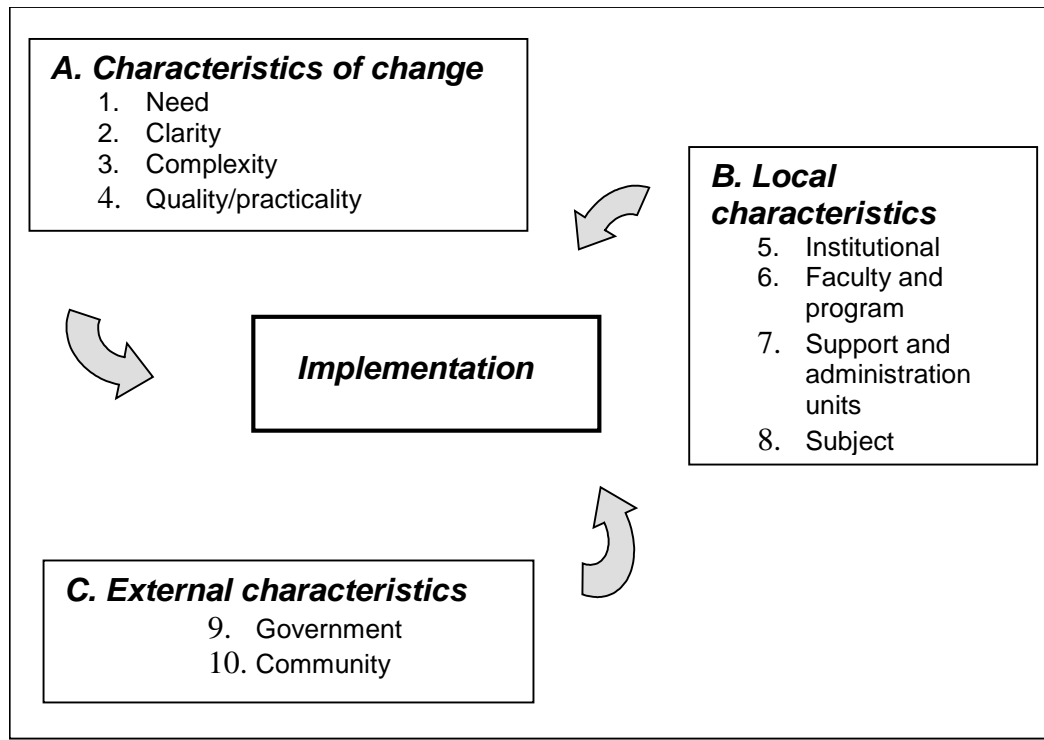 A. Characteristics of change
1. Need
2. Clarity
3. Complexity
4. Quality/practicality
B. Local
characteristics
5. Institutional
6. Faculty and
program
7. Support and
administration
units
8. Subject
Implementation
C. External characteristics
9. Government
10. Community